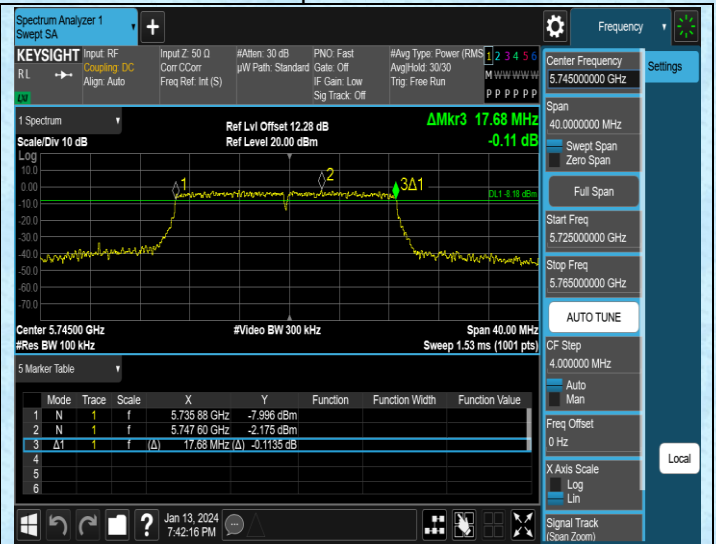 Spectrum Analyzer 1
Swept SA
Frequency
KEYSIGHT
RL
LXI
Input: RF
Coupling: DC
Align: Auto
Input Z: 50 Ω
Corr CCorr
Freq Ref: Int (S)
#Atten: 30 dB
µW Path: Standard
PNO: Fast
Gate: Off
IF Gain: Low
Sig Track: Off
#Avg Type: Power (RMS
Avg|Hold: 30/30
Trig: Free Run
1 2 3 4 5 6
M W W W W W
P P P P P P
1 Spectrum
Scale/Div 10 dB
Ref Lvl Offset 12.28 dB
Ref Level 20.00 dBm
ΔMkr3 17.68 MHz
-0.11 dB
Log
10.0
0.00
-10.0
-20.0
-30.0
-40.0
-50.0
-60.0
-70.0
1
2
3Δ1
DL1 -8.18 dBm
Center 5.74500 GHz
#Video BW 300 kHz
Span 40.00 MHz
#Res BW 100 kHz
Sweep 1.53 ms (1001 pts)
5 Marker Table
Mode Trace Scale X Y Function Function Width Function Value
1 N 1 f 5.735 88 GHz -7.996 dBm
2 N 1 f 5.747 60 GHz -2.175 dBm
3 Δ1 1 f (Δ) 17.68 MHz (Δ) -0.1135 dB
4
5
6
?
Jan 13, 2024
7:42:16 PM
Center Frequency
5.745000000 GHz
Settings
Span
40.0000000 MHz
Swept Span
Zero Span
Full Span
Start Freq
5.725000000 GHz
Stop Freq
5.765000000 GHz
AUTO TUNE
CF Step
4.000000 MHz
Auto
Man
Freq Offset
0 Hz
Local
X Axis Scale
Log
Lin
Signal Track
(Span Zoom)